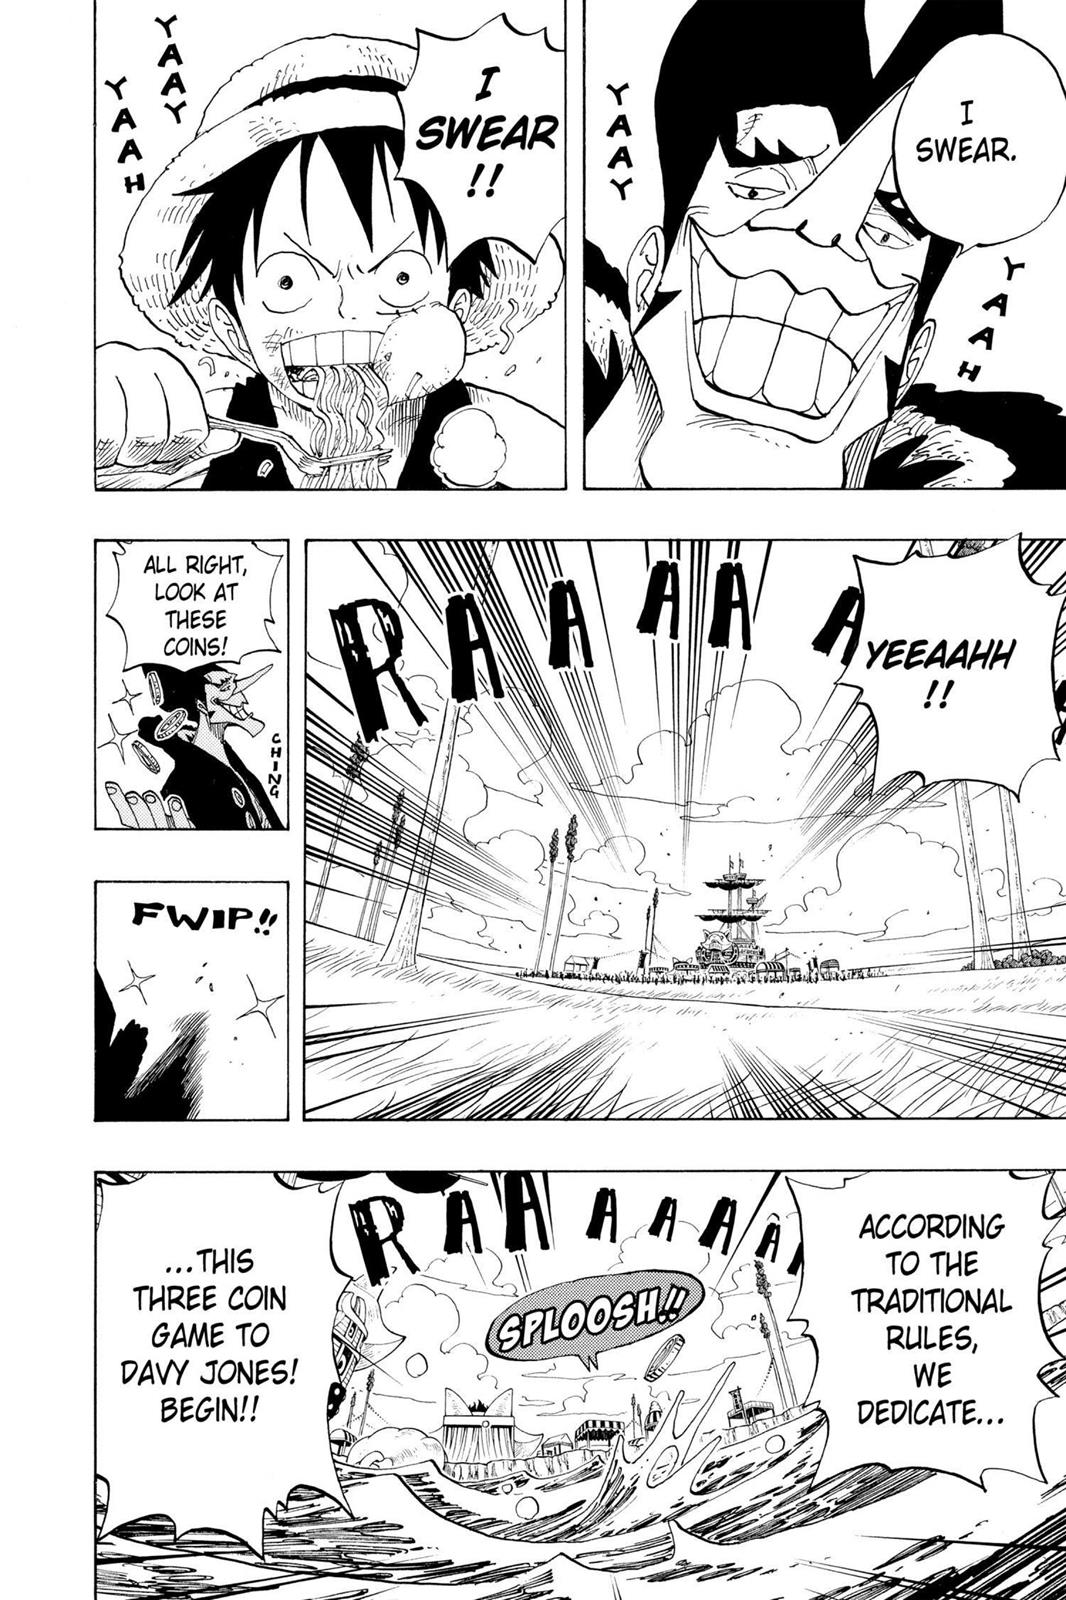 I
SWEAR.
YAAY
YAAH
I
SWEAR
!!
YAAY
YAAH
YEEAAHH
!!
RAAAAA
ALL RIGHT,
LOOK AT
THESE
COINS!
CHING
FWIP!!
ACCORDING
TO THE
TRADITIONAL
RULES,
WE
DEDICATE...
RAAAAAAA
SPLOOSH!!
...THIS
THREE COIN
GAME TO
DAVY JONES!
BEGIN!!